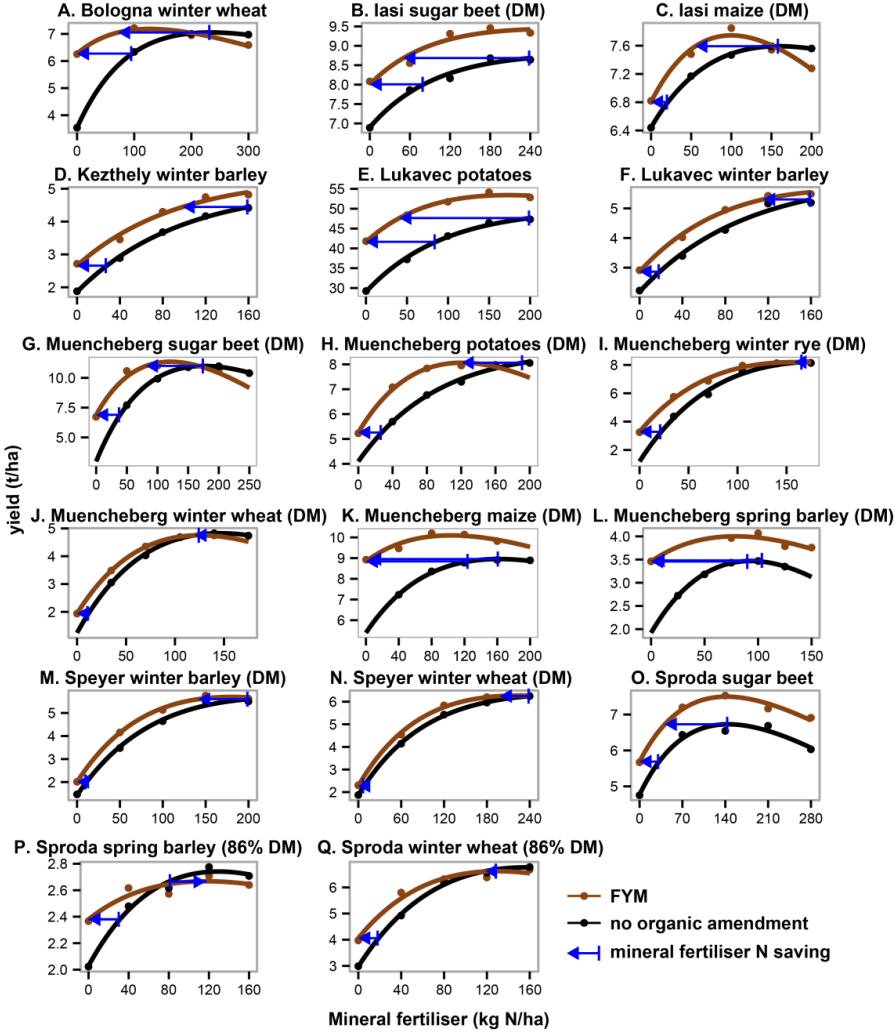 A. Bologna winter wheat
7
6
5
4
0 100 200 300
B. Iasi sugar beet (DM)
9.5
9.0
8.5
8.0
7.5
7.0
0 60 120 180 240
C. Iasi maize (DM)
7.6
7.2
6.8
6.4
0 50 100 150 200
D. Kezthely winter barley
5
4
3
2
0 40 80 120 160
E. Lukavec potatoes
55
50
45
40
35
30
0 50 100 150 200
F. Lukavec winter barley
5
4
3
0 40 80 120 160
G. Muencheberg sugar beet (DM)
10.0
7.5
5.0
0 50 100 150 200 250
H. Muencheberg potatoes (DM)
8
7
6
5
4
0 40 80 120 160 200
I. Muencheberg winter rye (DM)
8
6
4
2
0 50 100 150
yield (t/ha)
J. Muencheberg winter wheat (DM)
5
4
3
2
0 50 100 150
K. Muencheberg maize (DM)
10
9
8
7
6
0 40 80 120 160 200
L. Muencheberg spring barley (DM)
4.0
3.5
3.0
2.5
2.0
0 50 100 150
M. Speyer winter barley (DM)
5
4
3
2
0 50 100 150 200
N. Speyer winter wheat (DM)
6
5
4
3
2
0 60 120 180 240
O. Sproda sugar beet
7
6
5
0 70 140 210 280
P. Sproda spring barley (86% DM)
2.8
2.6
2.4
2.2
2.0
0 40 80 120 160
Q. Sproda winter wheat (86% DM)
6
5
4
3
0 40 80 120 160
FYM
no organic amendment
mineral fertiliser N saving
Mineral fertiliser (kg N/ha)